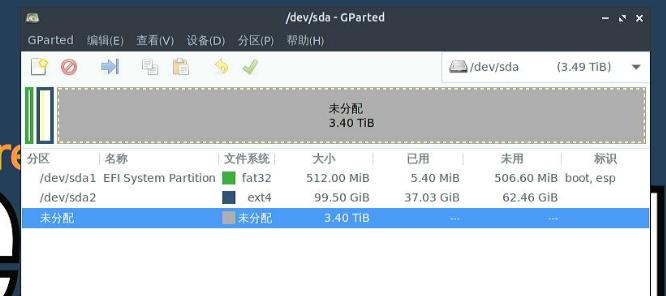 /dev/sda - GParted
GParted 编辑(E) 查看(V) 设备(D) 分区(P) 帮助(H)
/dev/sda (3.49 TiB)
未分配
3.40 TiB
分区 名称 文件系统 大小 已用 未用 标识
/dev/sda1 EFI System Partition fat32 512.00 MiB 5.40 MiB 506.60 MiB boot, esp
/dev/sda2 ext4 99.50 GiB 37.03 GiB 62.46 GiB
未分配 未分配 3.40 TiB --- ---
re